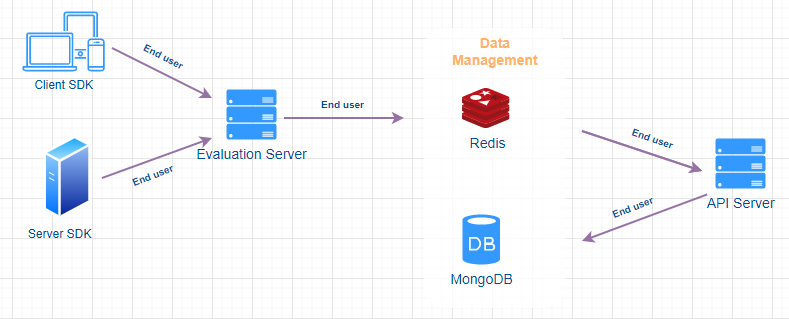 Client SDK
End user
End user
Server SDK
Evaluation Server
End user
Data
Management
Redis
DB
MongoDB
End user
End user
API Server